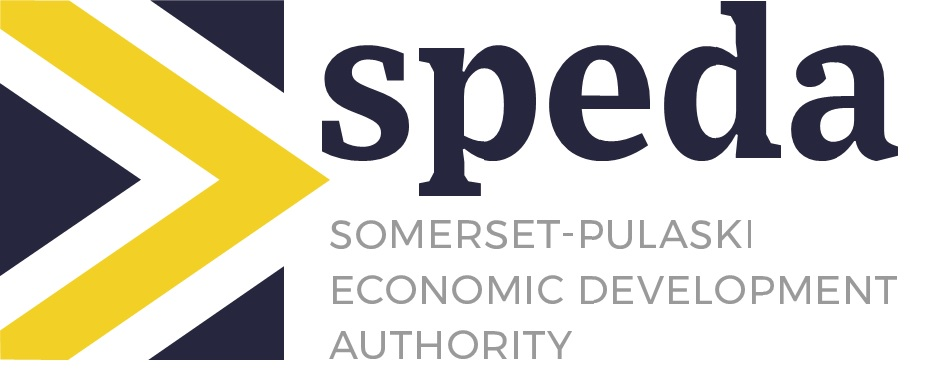 speda
SOMERSET-PULASKI
ECONOMIC DEVELOPMENT
AUTHORITY